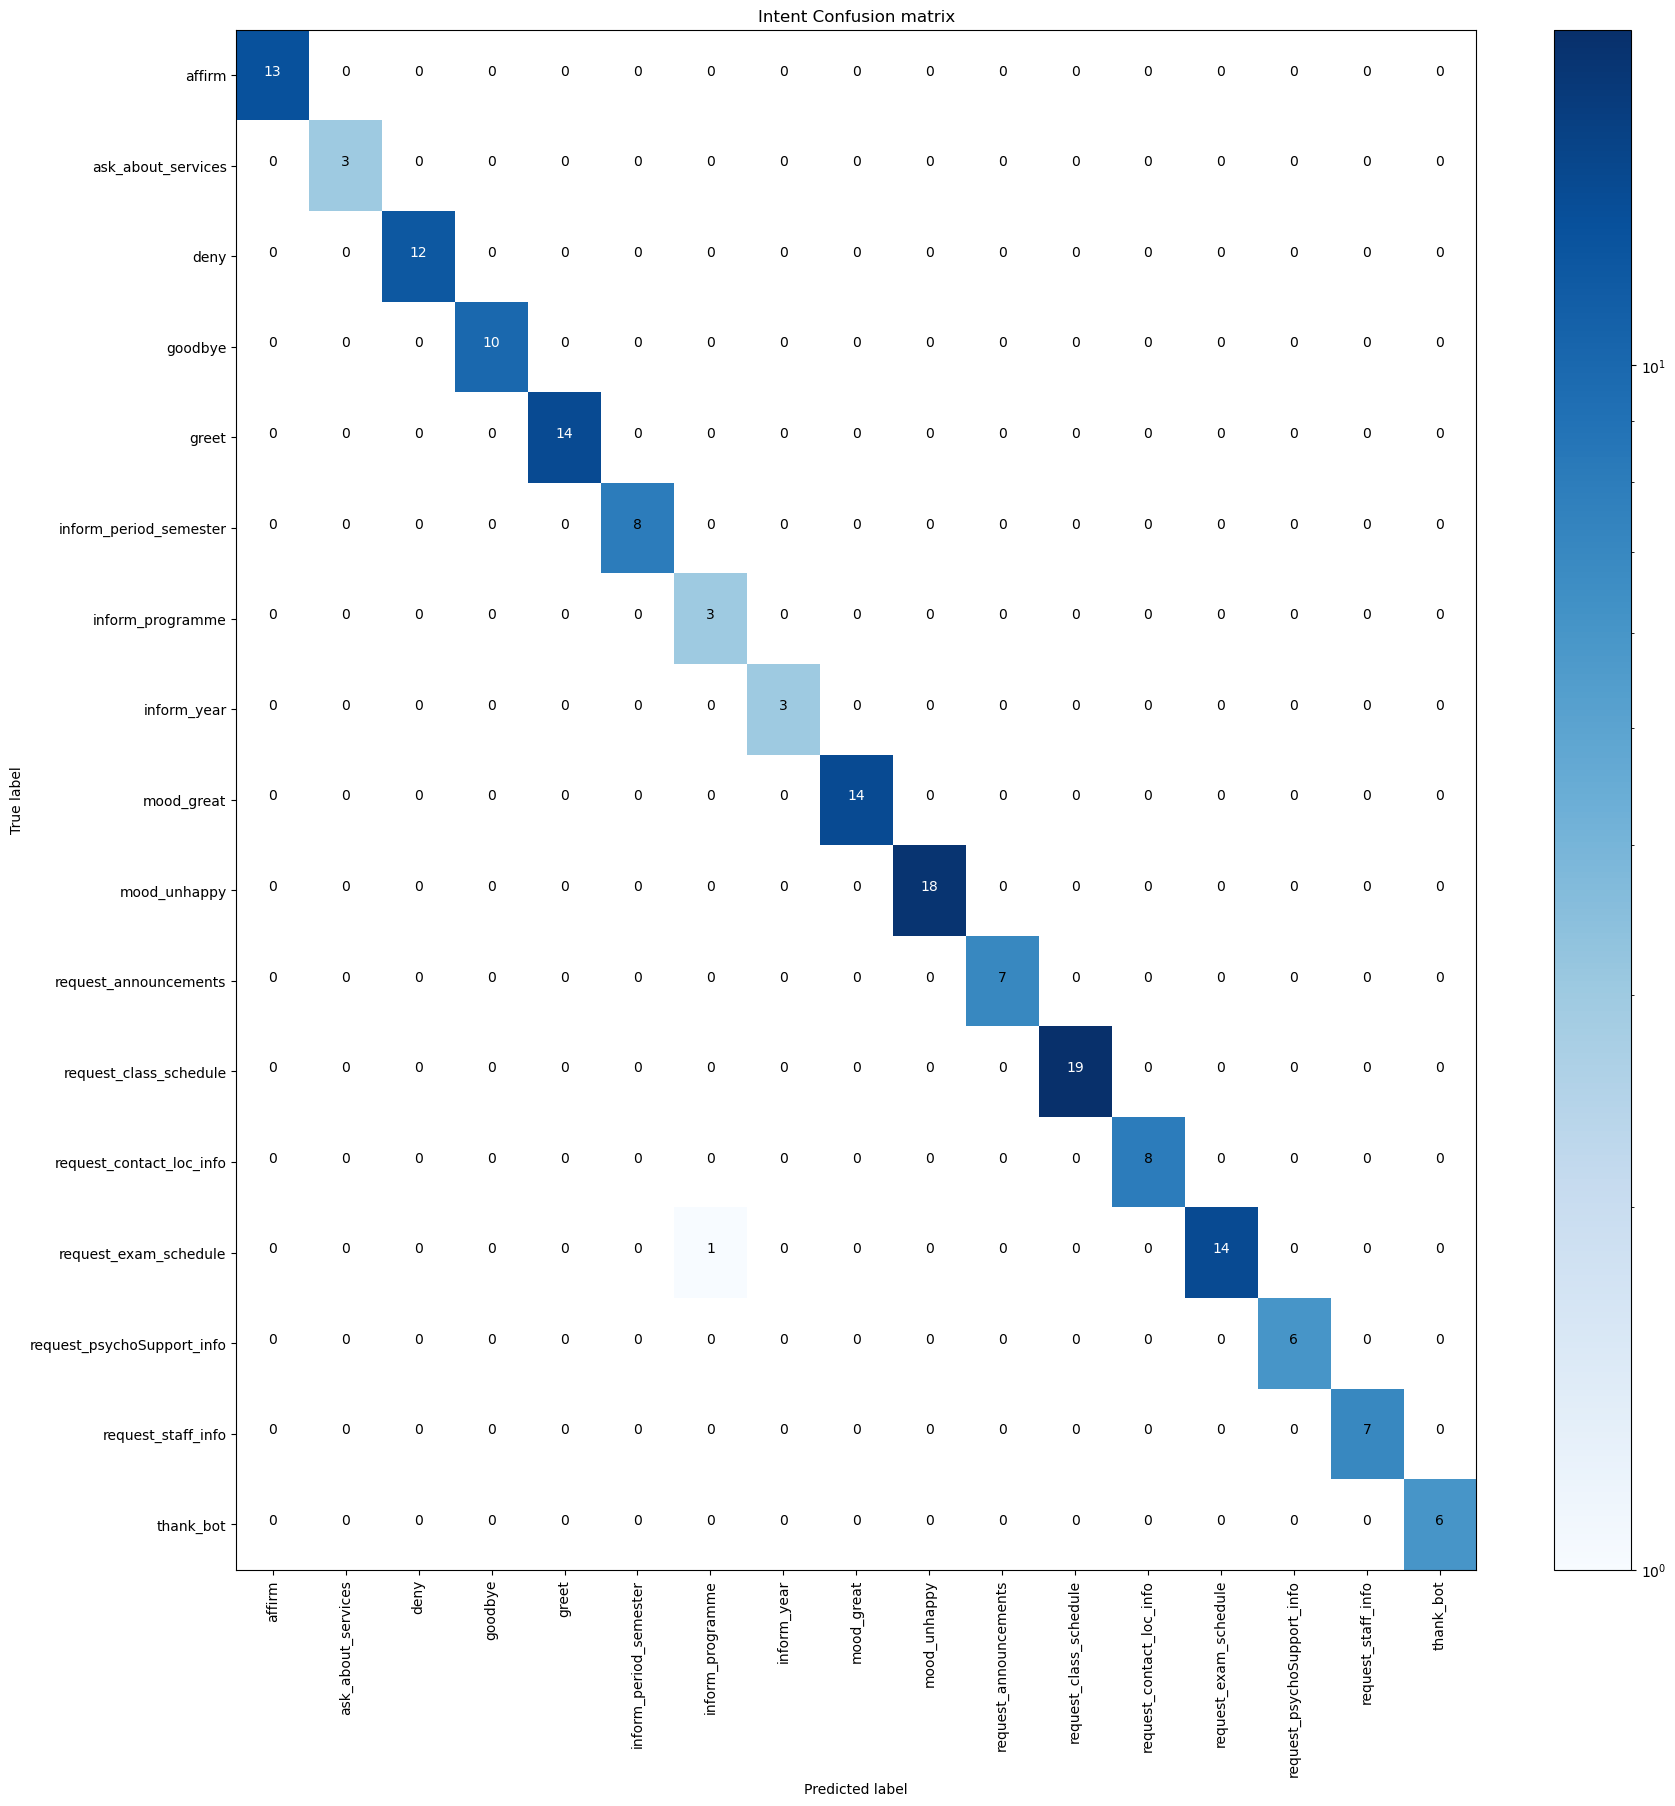 Intent Confusion matrix
affirm 13 0 0 0 0 0 0 0 0 0 0 0 0 0 0 0 0
ask_about_services 0 3 0 0 0 0 0 0 0 0 0 0 0 0 0 0 0
deny 0 0 12 0 0 0 0 0 0 0 0 0 0 0 0 0 0
goodbye 0 0 0 10 0 0 0 0 0 0 0 0 0 0 0 0 0
10¹
greet 0 0 0 0 14 0 0 0 0 0 0 0 0 0 0 0 0
inform_period_semester 0 0 0 0 0 8 0 0 0 0 0 0 0 0 0 0 0
inform_programme 0 0 0 0 0 0 3 0 0 0 0 0 0 0 0 0 0
inform_year 0 0 0 0 0 0 0 3 0 0 0 0 0 0 0 0 0
True label
mood_great 0 0 0 0 0 0 0 0 14 0 0 0 0 0 0 0 0
mood_unhappy 0 0 0 0 0 0 0 0 0 18 0 0 0 0 0 0 0
request_announcements 0 0 0 0 0 0 0 0 0 0 7 0 0 0 0 0 0
request_class_schedule 0 0 0 0 0 0 0 0 0 0 0 19 0 0 0 0 0
request_contact_loc_info 0 0 0 0 0 0 0 0 0 0 0 0 8 0 0 0 0
request_exam_schedule 0 0 0 0 0 0 1 0 0 0 0 0 0 14 0 0 0
request_psychoSupport_info 0 0 0 0 0 0 0 0 0 0 0 0 0 0 6 0 0
request_staff_info 0 0 0 0 0 0 0 0 0 0 0 0 0 0 0 7 0
thank_bot 0 0 0 0 0 0 0 0 0 0 0 0 0 0 0 0 6
10⁰
affirm
ask_about_services
deny
goodbye
greet
inform_period_semester
inform_programme
inform_year
mood_great
mood_unhappy
request_announcements
request_class_schedule
request_contact_loc_info
request_exam_schedule
request_psychoSupport_info
request_staff_info
thank_bot
Predicted label